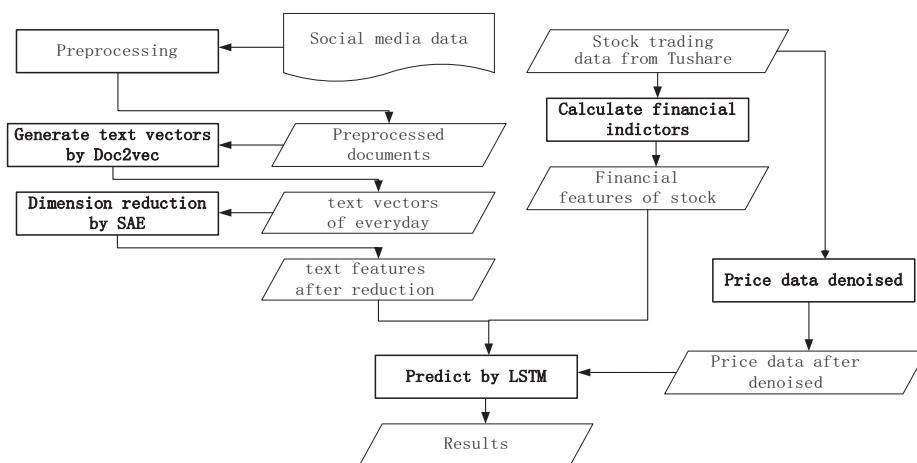 Preprocessing
Social media data
Stock trading
data from Tushare
Calculate financial
indictors
Generate text vectors
by Doc2vec
Preprocessed
documents
Financial
features of stock
Dimension reduction
by SAE
text vectors
of everyday
text features
after reduction
Price data denoised
Predict by LSTM
Price data after
denoised
Results